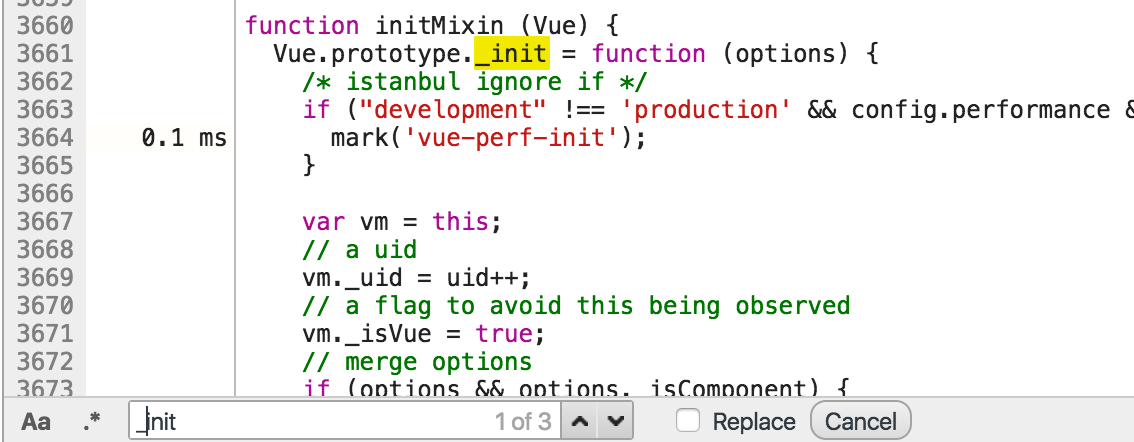 3659
3660 function initMixin (Vue) {
3661 Vue.prototype._init = function (options) {
3662 /* istanbul ignore if */
3663 if ("development" !== 'production' && config.performance &
3664 0.1 ms mark('vue-perf-init');
3665 }
3666
3667 var vm = this;
3668 // a uid
3669 vm._uid = uid++;
3670 // a flag to avoid this being observed
3671 vm._isVue = true;
3672 // merge options
3673 if (options && options._isComponent) {
Aa .* _init 1 of 3 Replace Cancel